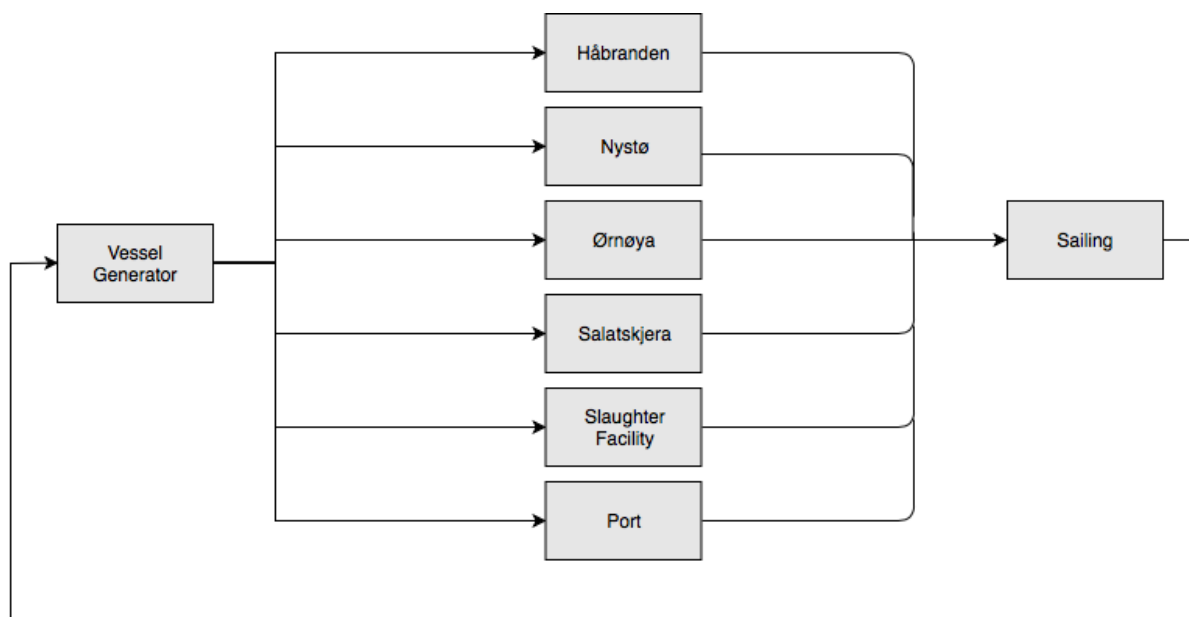 Håbranden
Nystø
Vessel
Generator
Ørnøya
Sailing
Salatskjera
Slaughter
Facility
Port